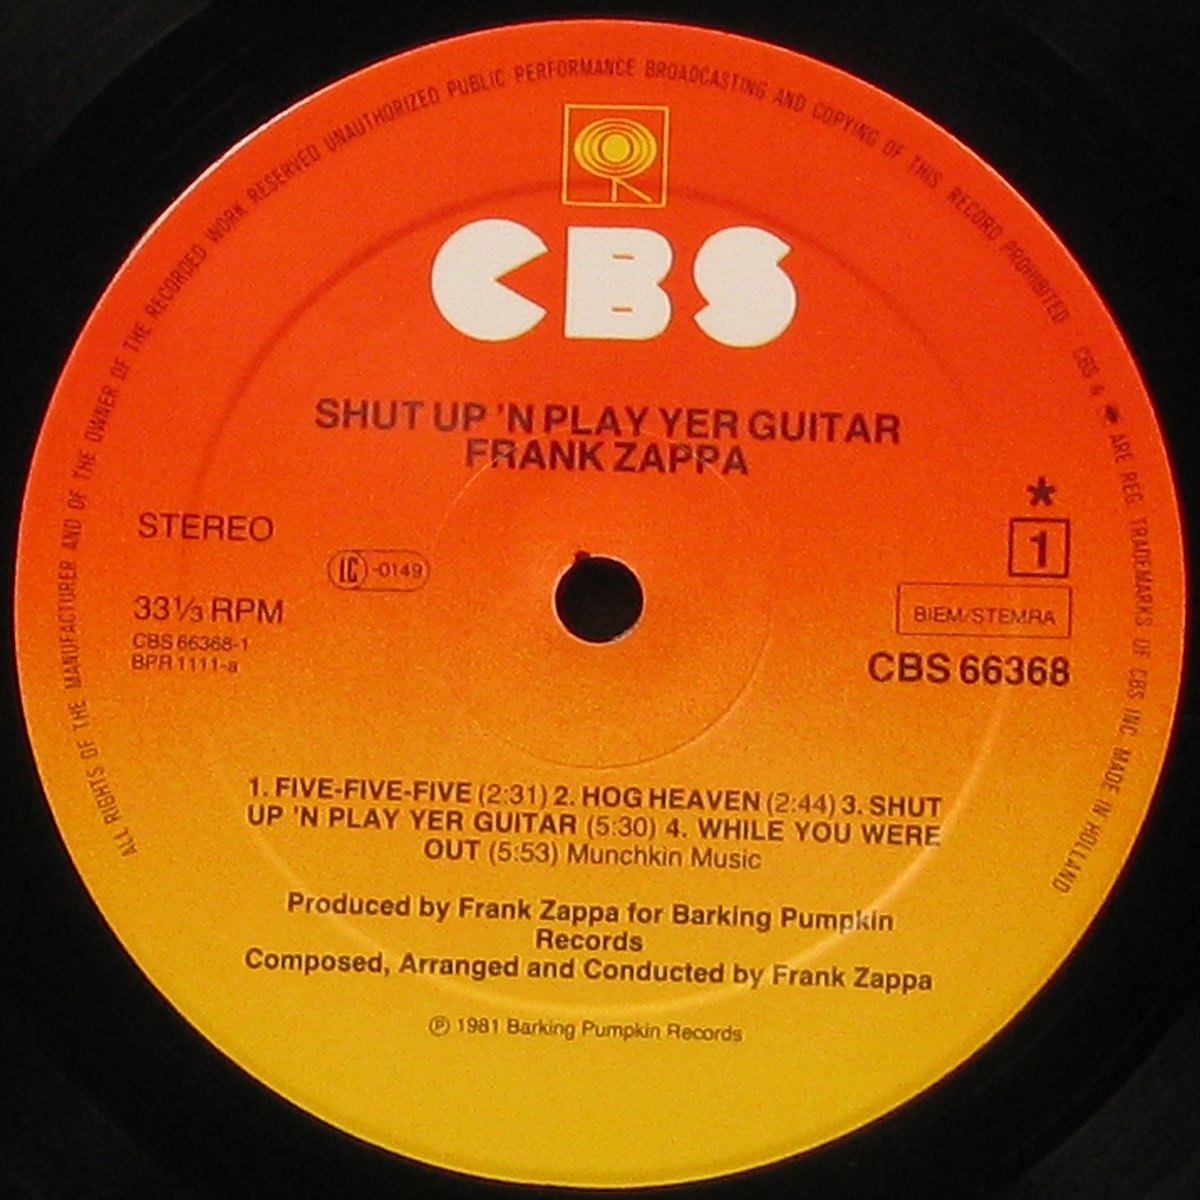 ALL RIGHTS OF THE MANUFACTURER AND OF THE OWNER OF THE RECORDED WORK RESERVED UNAUTHORIZED PUBLIC PERFORMANCE BROADCASTING AND COPYING OF THIS RECORD PROHIBITED CBS & ARE REG TRADEMARKS OF CBS INC MADE IN HOLLAND
CBS
SHUT UP 'N PLAY YER GUITAR
FRANK ZAPPA
*
STEREO
1
LC -0149
33⅓ RPM
BIEM/STEMRA
CBS 66368-1
BPR 1111-a
CBS 66368
1. FIVE-FIVE-FIVE (2:31) 2. HOG HEAVEN (2:44) 3. SHUT
UP 'N PLAY YER GUITAR (5:30) 4. WHILE YOU WERE
OUT (5:53) Munchkin Music
Produced by Frank Zappa for Barking Pumpkin
Records
Composed, Arranged and Conducted by Frank Zappa
℗ 1981 Barking Pumpkin Records